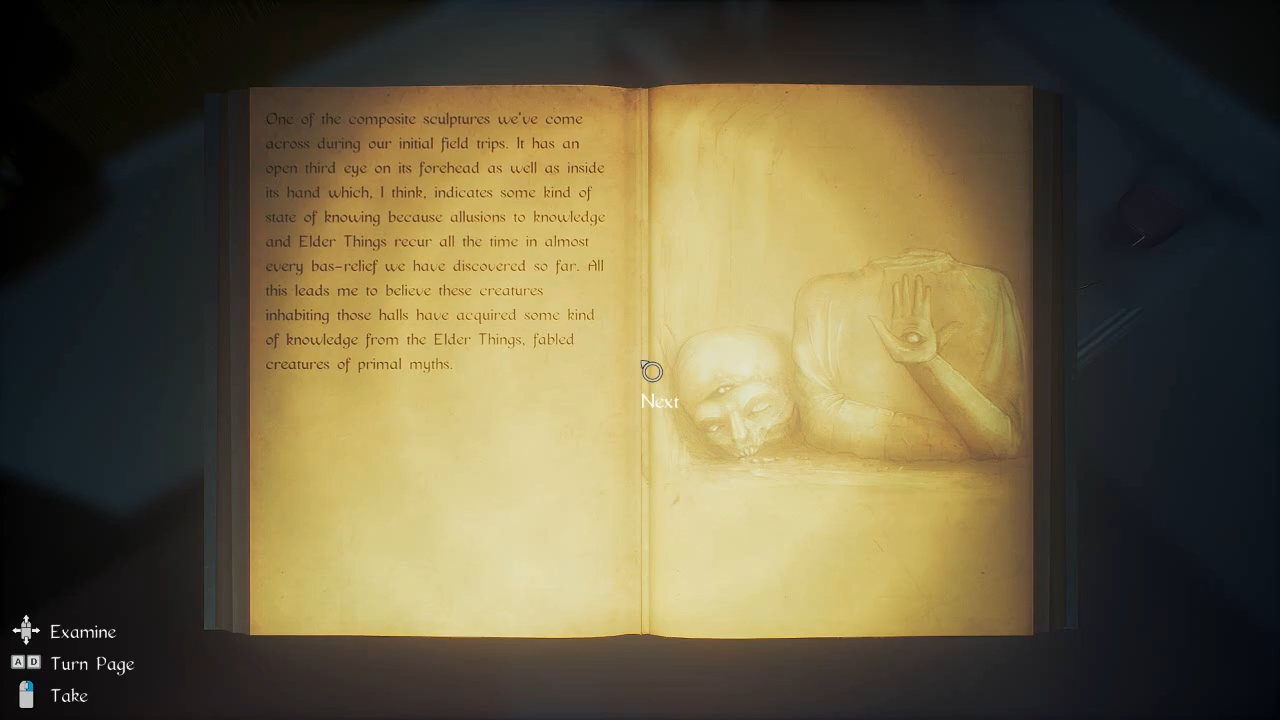 One of the composite sculptures we've come
across during our initial field trips. It has an
open third eye on its forehead as well as inside
its hand which, I think, indicates some kind of
state of knowing because allusions to knowledge
and Elder Things recur all the time in almost
every bas-relief we have discovered so far. All
this leads me to believe these creatures
inhabiting those halls have acquired some kind
of knowledge from the Elder Things, fabled
creatures of primal myths.
Next
Examine
A D Turn Page
Take